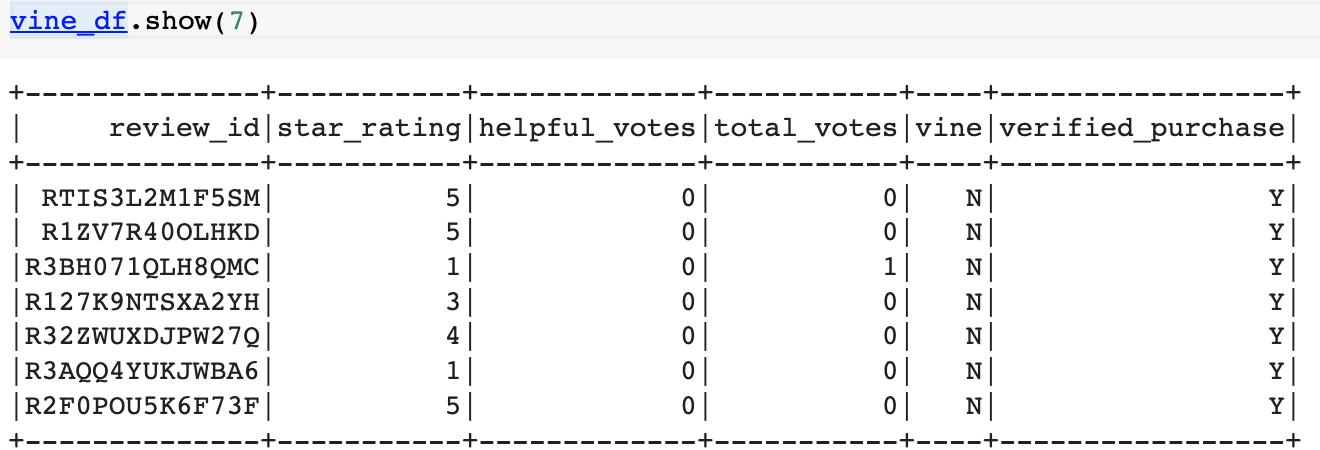 vine_df.show(7)
+--------------+-----------+-------------+-----------+----+-----------------+
|     review_id|star_rating|helpful_votes|total_votes|vine|verified_purchase|
+--------------+-----------+-------------+-----------+----+-----------------+
| RTIS3L2M1F5SM|          5|            0|          0|   N|                Y|
| R1ZV7R40OLHKD|          5|            0|          0|   N|                Y|
|R3BH071QLH8QMC|          1|            0|          1|   N|                Y|
|R127K9NTSXA2YH|          3|            0|          0|   N|                Y|
|R32ZWUXDJPW27Q|          4|            0|          0|   N|                Y|
|R3AQQ4YUKJWBA6|          1|            0|          0|   N|                Y|
|R2F0POU5K6F73F|          5|            0|          0|   N|                Y|
+--------------+-----------+-------------+-----------+----+-----------------+